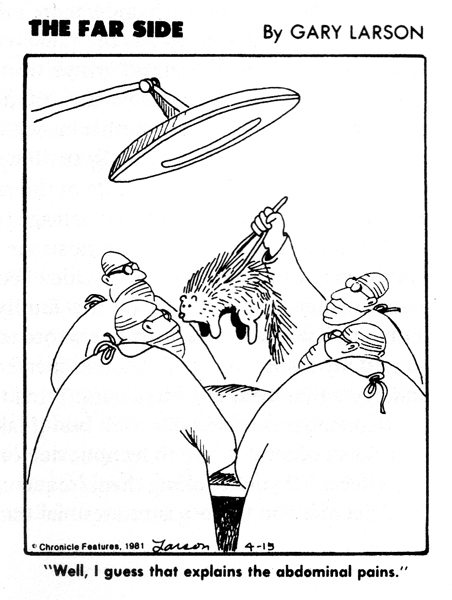 THE FAR SIDE By GARY LARSON
© Chronicle Features, 1981 Larson 4-15
"Well, I guess that explains the abdominal pains."